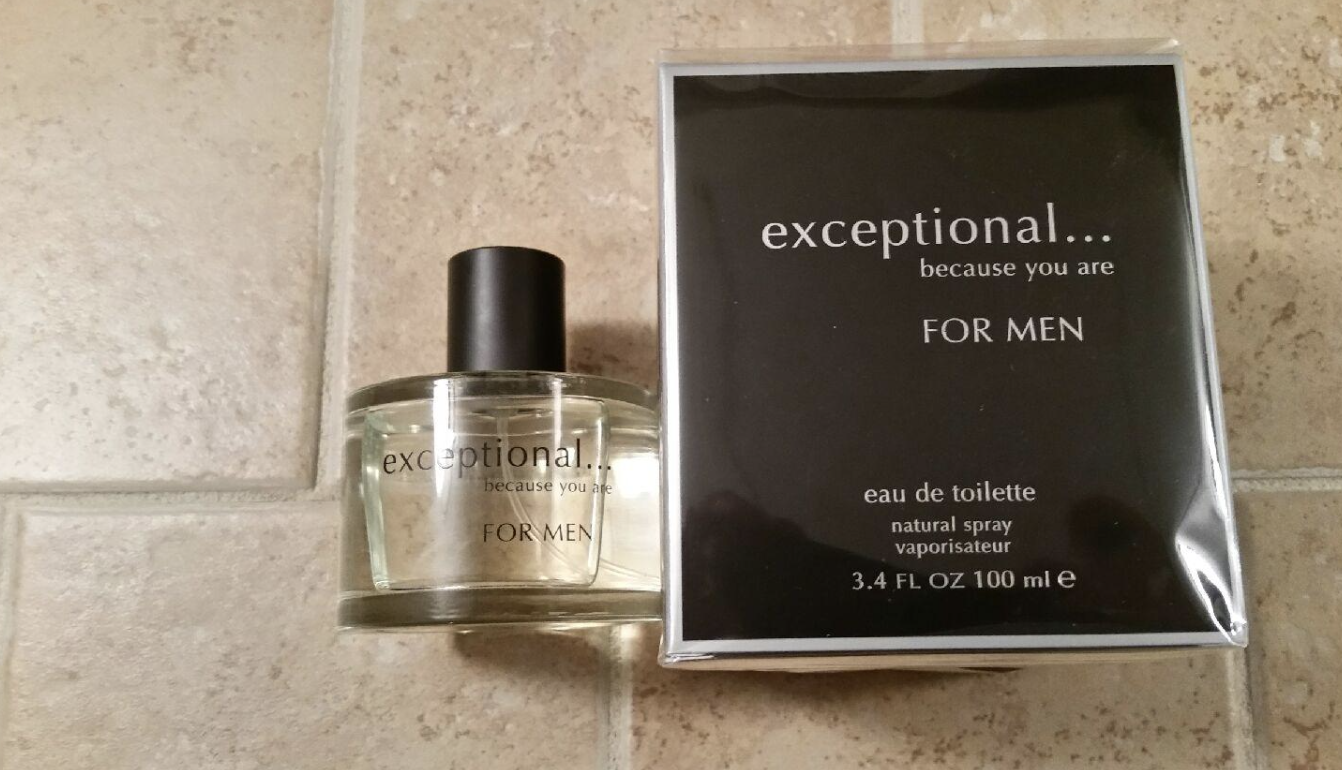 exceptional...
because you are
FOR MEN
exceptional...
because you are
FOR MEN
eau de toilette
natural spray
vaporisateur
3.4 FL OZ 100 ml ℮